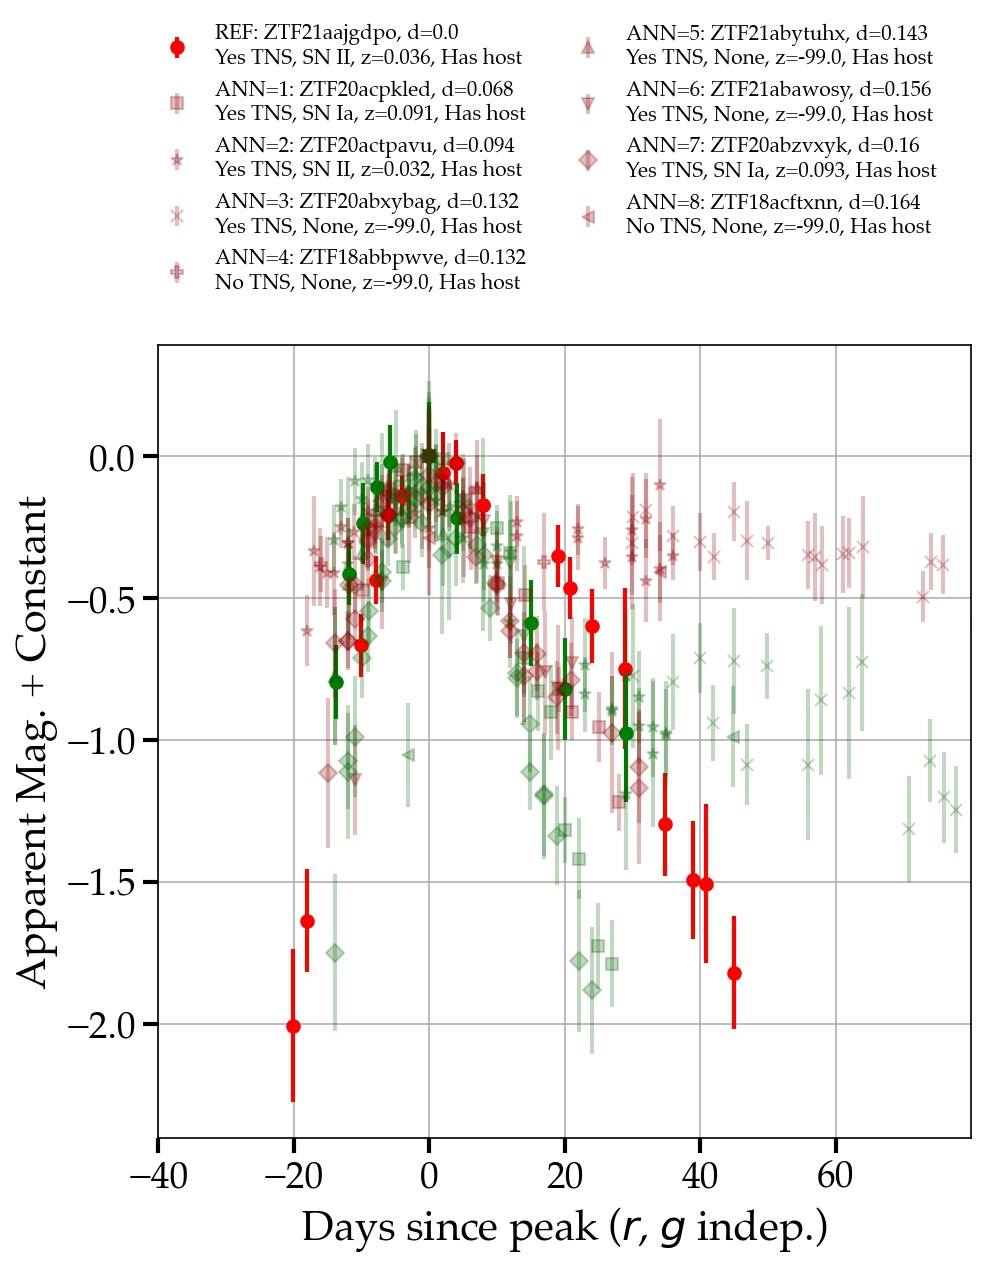 REF: ZTF21aajgdpo, d=0.0
Yes TNS, SN II, z=0.036, Has host
ANN=1: ZTF20acpkled, d=0.068
Yes TNS, SN Ia, z=0.091, Has host
ANN=2: ZTF20actpavu, d=0.094
Yes TNS, SN II, z=0.032, Has host
ANN=3: ZTF20abxybag, d=0.132
Yes TNS, None, z=-99.0, Has host
ANN=4: ZTF18abbpwve, d=0.132
No TNS, None, z=-99.0, Has host
ANN=5: ZTF21abytuhx, d=0.143
Yes TNS, None, z=-99.0, Has host
ANN=6: ZTF21abawosy, d=0.156
Yes TNS, None, z=-99.0, Has host
ANN=7: ZTF20abzvxyk, d=0.16
Yes TNS, SN Ia, z=0.093, Has host
ANN=8: ZTF18acftxnn, d=0.164
No TNS, None, z=-99.0, Has host
Apparent Mag. + Constant
0.0
−0.5
−1.0
−1.5
−2.0
−40 −20 0 20 40 60
Days since peak (r, g indep.)